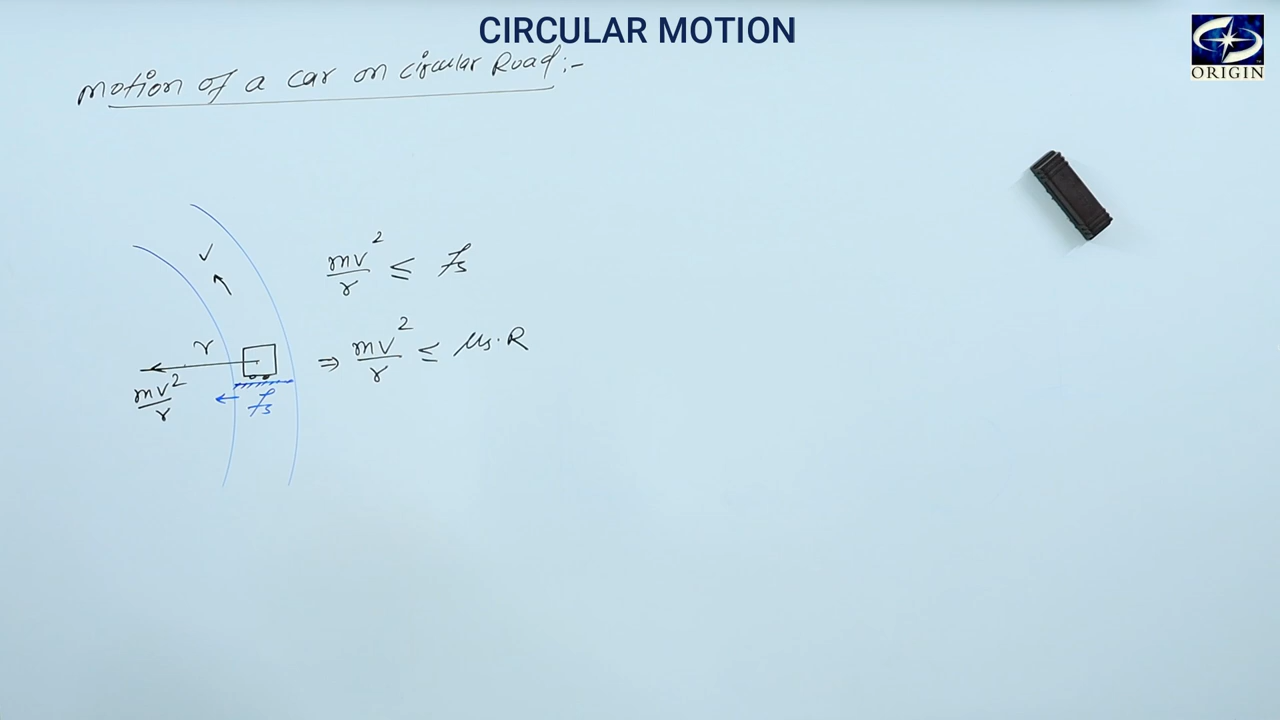 CIRCULAR MOTION
ORIGIN
motion of a car on circular Road :-
v
r
mv²/r
fs
mv²/r ≤ fs
⇒ mv²/r ≤ μs. R